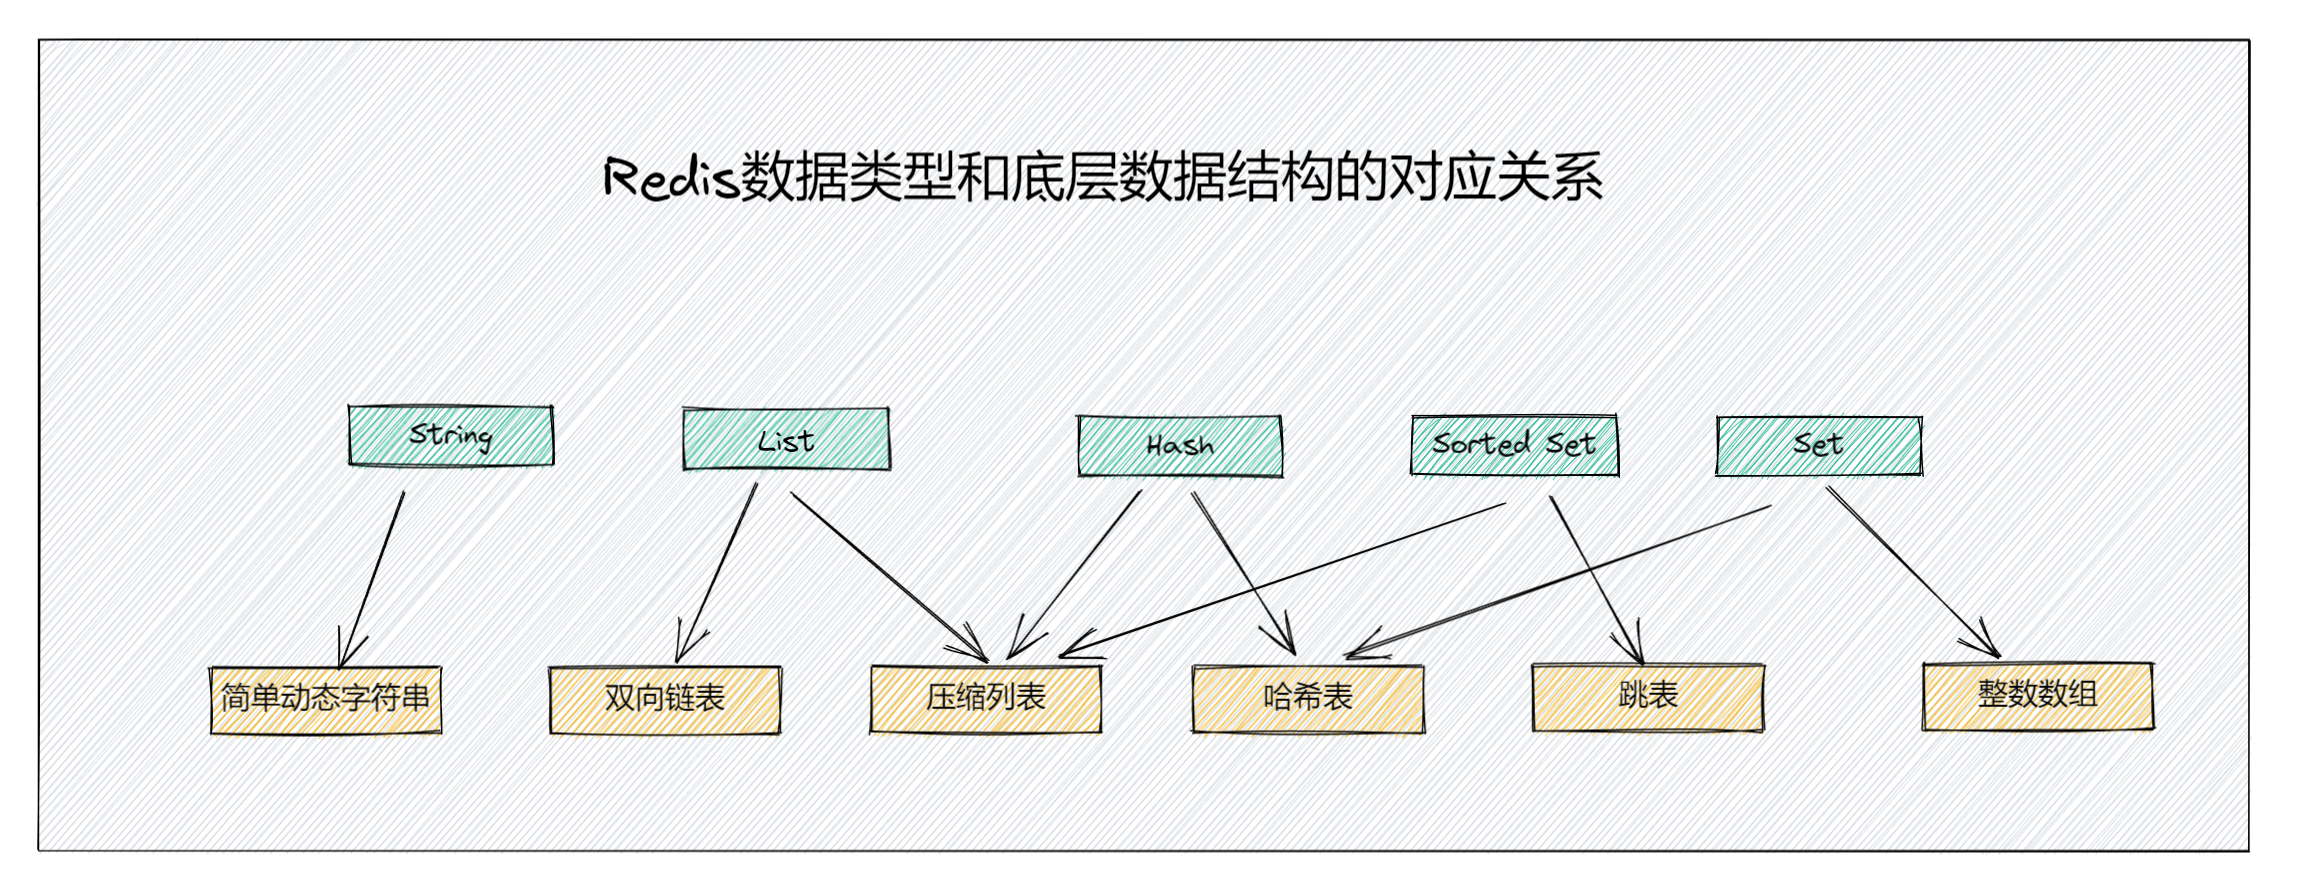 Redis数据类型和底层数据结构的对应关系
String
List
Hash
Sorted Set
Set
简单动态字符串
双向链表
压缩列表
哈希表
跳表
整数数组